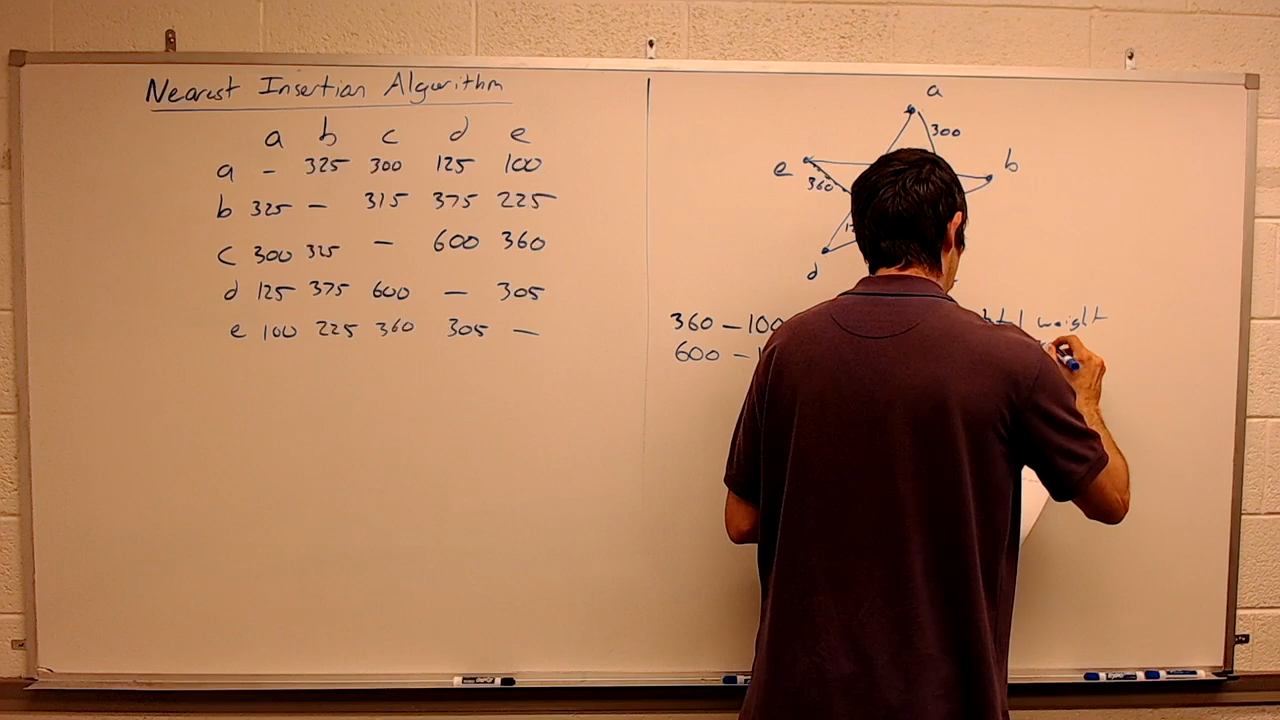 Nearest Insertion Algorithm
a b c d e
a - 325 300 125 100
b 325 - 315 375 225
c 300 325 - 600 360
d 125 375 600 - 305
e 100 225 360 305 -
a
300
b
e
360
d
360 - 100
weight
600 -